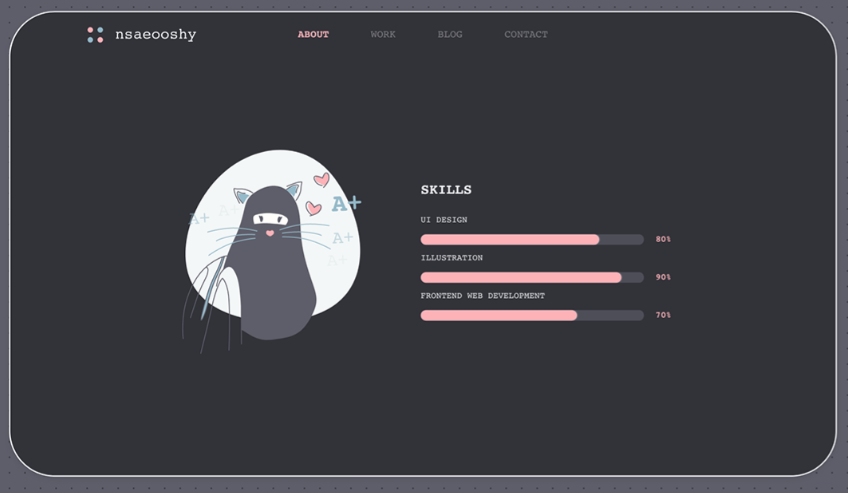 nsaeooshy
ABOUT WORK BLOG CONTACT
A+
A+
A+
A+
A+
SKILLS
UI DESIGN
80%
ILLUSTRATION
90%
FRONTEND WEB DEVELOPMENT
70%